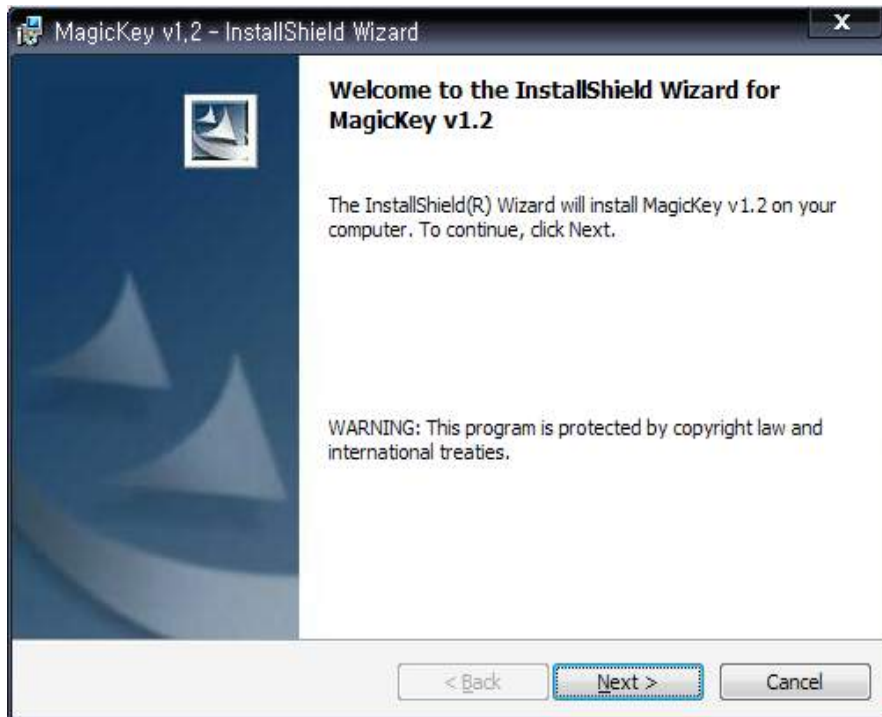 MagicKey v1,2 - InstallShield Wizard
X
Welcome to the InstallShield Wizard for
MagicKey v1.2
The InstallShield(R) Wizard will install MagicKey v1.2 on your
computer. To continue, click Next.
WARNING: This program is protected by copyright law and
international treaties.
< Back
Next >
Cancel